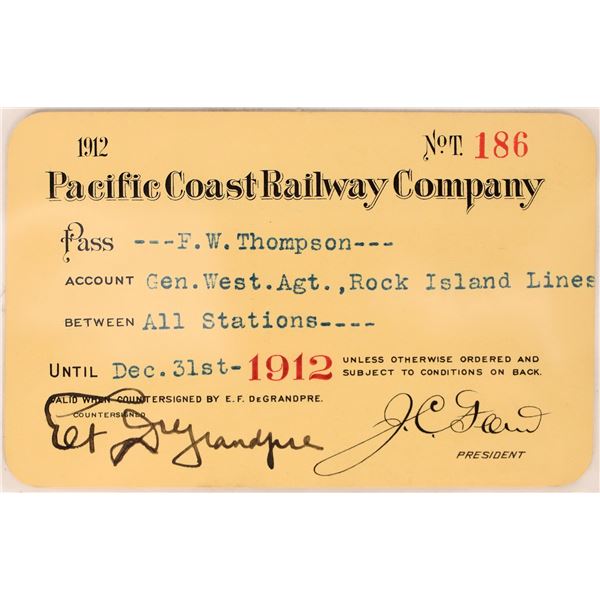 1912 No T. 186
Pacific Coast Railway Company
Pass ---F.W.Thompson---
ACCOUNT Gen.West.Agt.,Rock Island Lines
BETWEEN All Stations----
UNTIL Dec.31st- 1912 UNLESS OTHERWISE ORDERED AND
SUBJECT TO CONDITIONS ON BACK.
VALID WHEN COUNTERSIGNED BY E.F. DEGRANDPRE.
COUNTERSIGNED
EF DeGrandpre J.C.
PRESIDENT